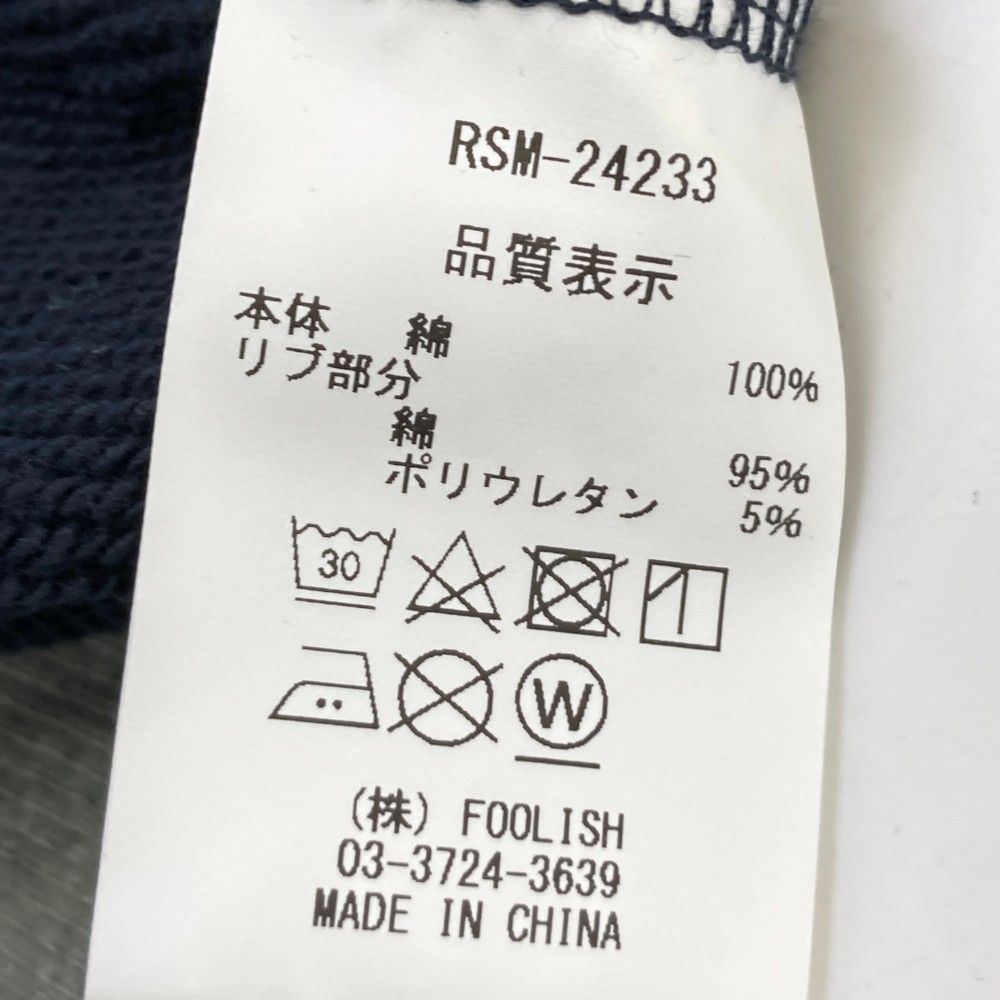 RSM-24233
品質表示
本体 綿 100%
リブ部分
綿 95%
ポリウレタン 5%
30
W
(株) FOOLISH
03-3724-3639
MADE IN CHINA